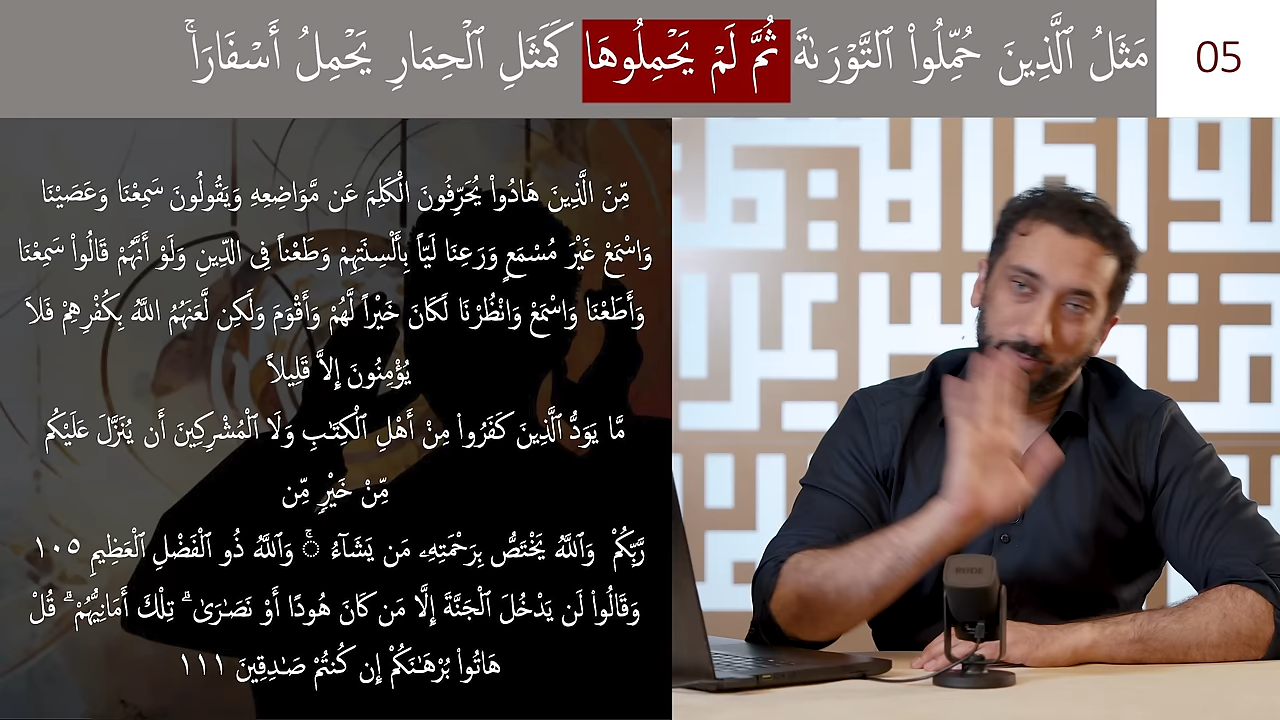 مَثَلُ ٱلَّذِينَ حُمِّلُوا۟ ٱلتَّوْرَىٰةَ ثُمَّ لَمْ يَحْمِلُوهَا كَمَثَلِ ٱلْحِمَارِ يَحْمِلُ أَسْفَارًۢا ۚ
05
مِّنَ الَّذِينَ هَادُواْ يُحَرِّفُونَ الْكَلِمَ عَن مَّوَاضِعِهِ وَيَقُولُونَ سَمِعْنَا وَعَصَيْنَا
وَاسْمَعْ غَيْرَ مُسْمَعٍ وَرَعِنَا لَيّاً بِأَلْسِنَتِهِمْ وَطَعْناً فِى الدِّينِ وَلَوْ أَنَّهُمْ قَالُواْ سَمِعْنَا
وَأَطَعْنَا وَاسْمَعْ وَانْظُرْنَا لَكَانَ خَيْراً لَّهُمْ وَأَقْوَمَ وَلَكِن لَّعَنَهُمُ اللَّهُ بِكُفْرِهِمْ فَلاَ
يُؤْمِنُونَ إِلاَّ قَلِيلاً
مَّا يَوَدُّ ٱلَّذِينَ كَفَرُوا۟ مِنْ أَهْلِ ٱلْكِتَـٰبِ وَلَا ٱلْمُشْرِكِينَ أَن يُنَزَّلَ عَلَيْكُم
مِّنْ خَيْرٍ مِّن
رَّبِّكُمْ وَٱللَّهُ يَخْتَصُّ بِرَحْمَتِهِۦ مَن يَشَآءُ ۚ وَٱللَّهُ ذُو ٱلْفَضْلِ ٱلْعَظِيمِ ١٠٥
وَقَالُوا۟ لَن يَدْخُلَ ٱلْجَنَّةَ إِلَّا مَن كَانَ هُودًا أَوْ نَصَـٰرَىٰ ۗ تِلْكَ أَمَانِيُّهُمْ ۗ قُلْ
هَاتُوا۟ بُرْهَـٰنَكُمْ إِن كُنتُمْ صَـٰدِقِينَ ١١١
RØDE